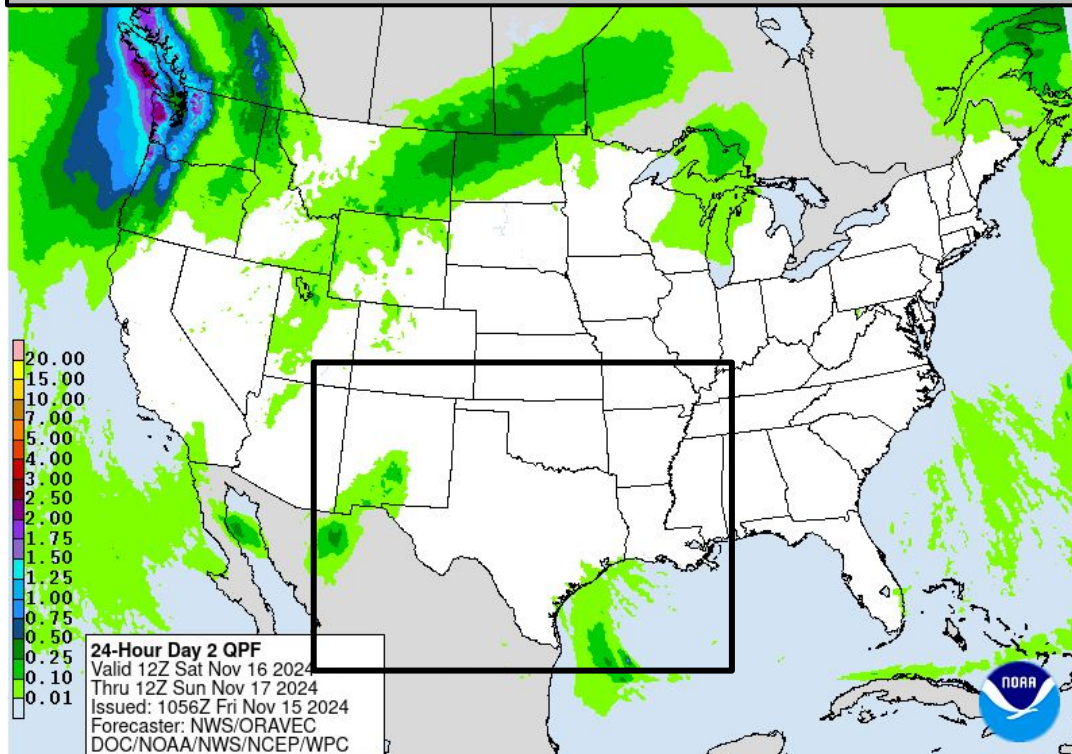 20.00
15.00
10.00
7.00
5.00
4.00
3.00
2.50
2.00
1.75
1.50
1.25
1.00
0.75
0.50
0.25
0.10
0.01
24-Hour Day 2 QPF
Valid 12Z Sat Nov 16 2024
Thru 12Z Sun Nov 17 2024
Issued: 1056Z Fri Nov 15 2024
Forecaster: NWS/ORAVEC
DOC/NOAA/NWS/NCEP/WPC
NOAA